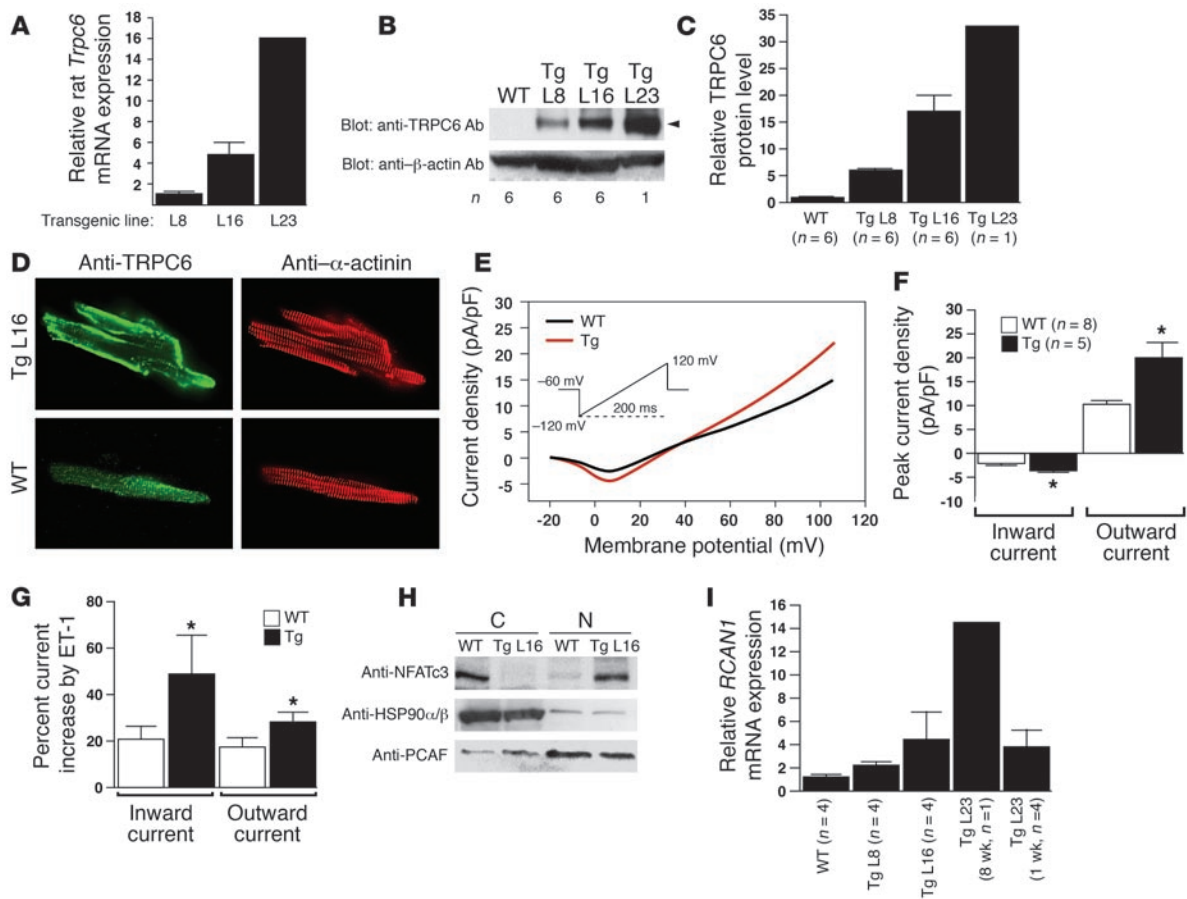 A
Relative rat Trpc6
mRNA expression
18
16
14
12
10
8
6
4
2
Transgenic line: L8 L16 L23
B
WT Tg L8 Tg L16 Tg L23
Blot: anti-TRPC6 Ab
Blot: anti–β-actin Ab
n 6 6 6 1
C
Relative TRPC6
protein level
35
30
25
20
15
10
5
0
WT Tg L8 Tg L16 Tg L23
(n = 6) (n = 6) (n = 6) (n = 1)
D
Anti-TRPC6 Anti–α-actinin
Tg L16
WT
E
Current density (pA/pF)
30
25
20
15
10
5
0
-5
WT
Tg
–60 mV
120 mV
200 ms
–120 mV
-20 0 20 40 60 80 100 120
Membrane potential (mV)
F
Peak current density
(pA/pF)
30
25
20
15
10
5
0
-5
-10
WT (n = 8)
Tg (n = 5)
*
*
Inward
current
Outward
current
G
Percent current
increase by ET-1
80
60
40
20
0
WT
Tg
*
*
Inward
current
Outward
current
H
C N
WT Tg L16 WT Tg L16
Anti-NFATc3
Anti-HSP90α/β
Anti-PCAF
I
Relative RCAN1
mRNA expression
16
14
12
10
8
6
4
2
0
WT (n = 4)
Tg L8 (n = 4)
Tg L16 (n = 4)
Tg L23
(8 wk, n =1)
Tg L23
(1 wk, n =4)